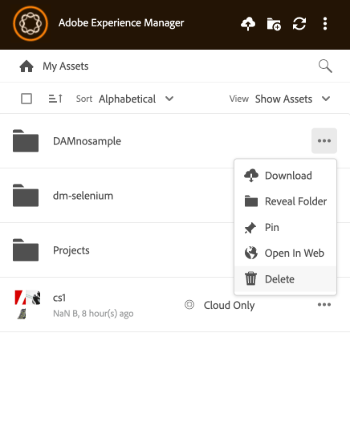 Adobe Experience Manager
My Assets
Sort Alphabetical View Show Assets
DAMnosample
Download
Reveal Folder
dm-selenium
Pin
Open In Web
Projects
Delete
cs1
NaN B, 8 hour(s) ago
Cloud Only